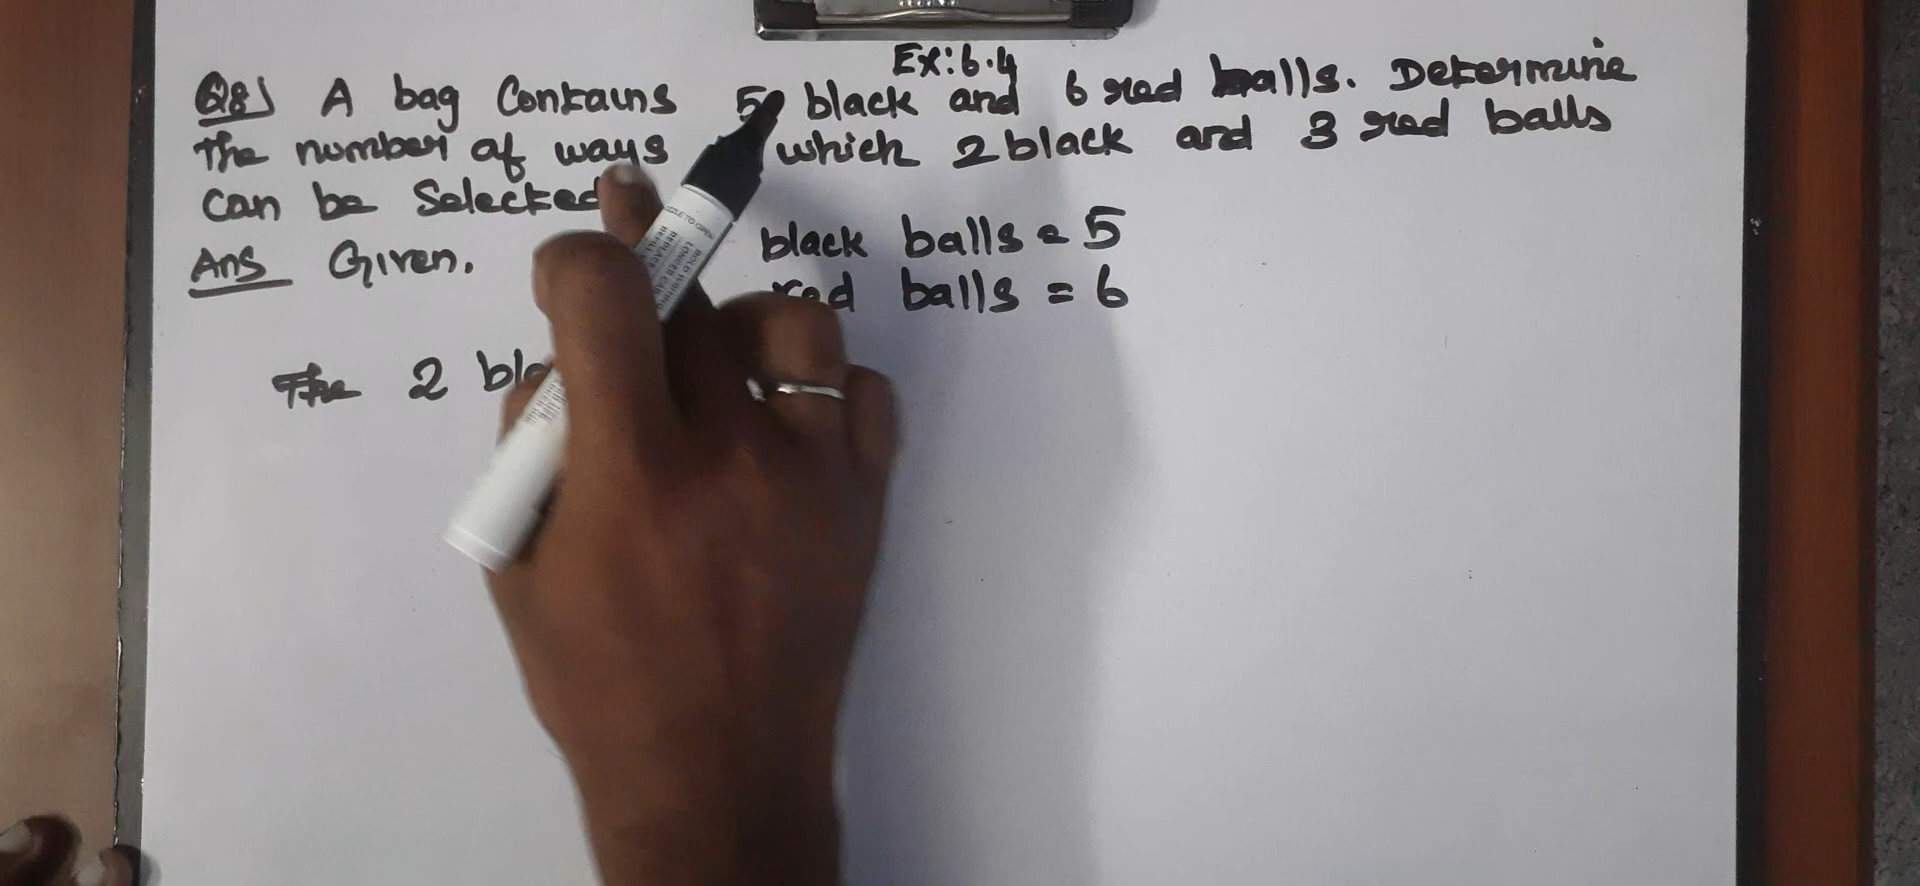 Ex:6.4
Q8) A bag Contains 5 black and 6 red balls. Determine
The number of ways which 2 black and 3 red balls
can be Selected
Ans Given, black balls = 5
red balls = 6
The 2